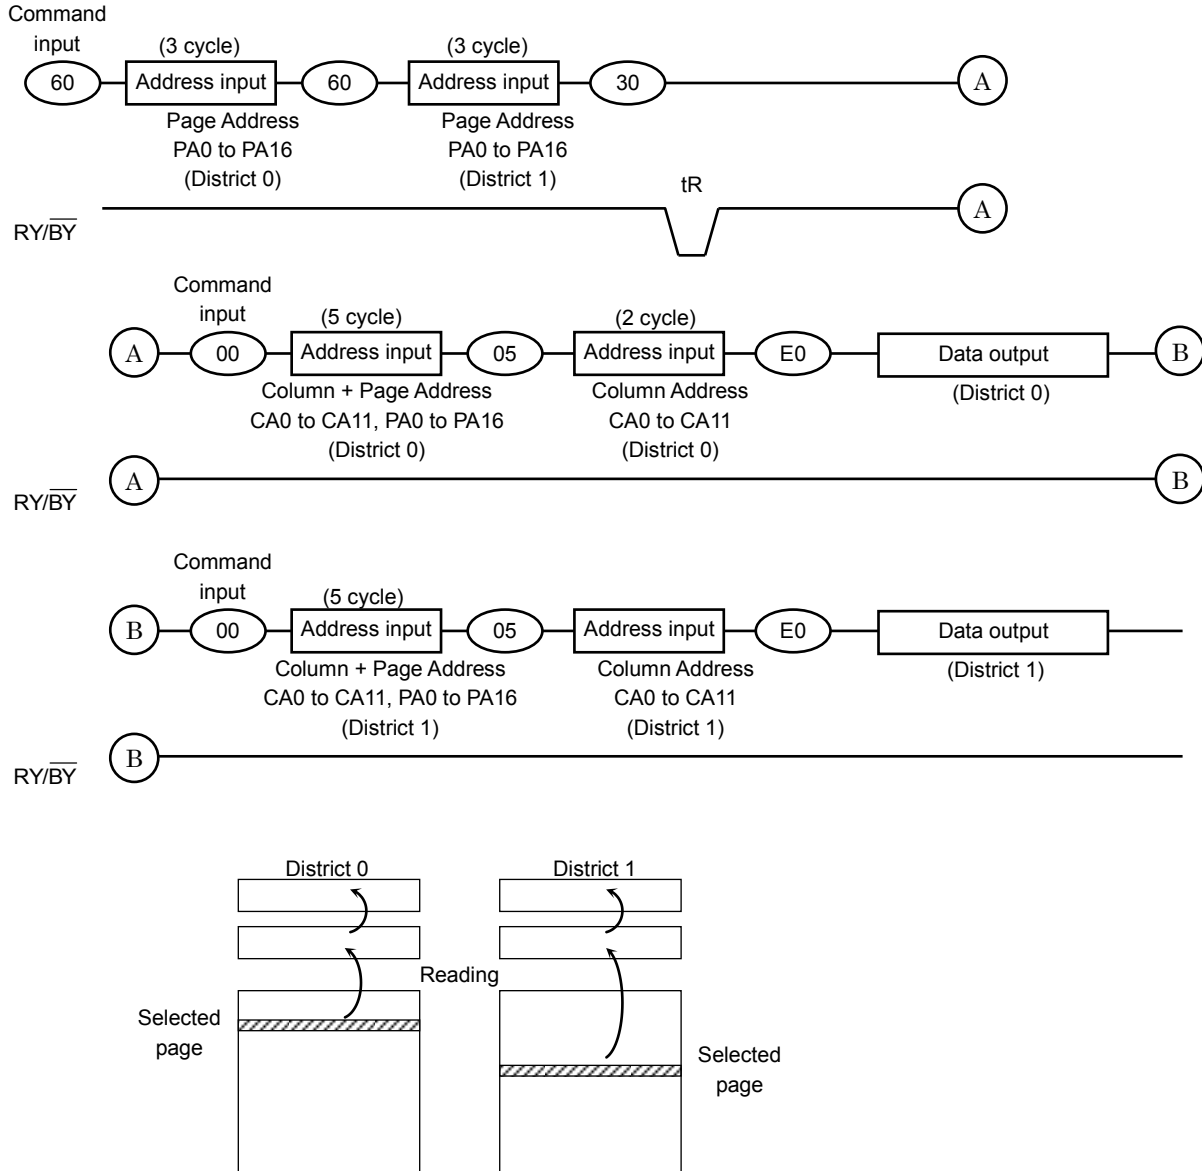 Command
input
(3 cycle)
(3 cycle)
60
Address input
60
Address input
30
A
Page Address
PA0 to PA16
(District 0)
Page Address
PA0 to PA16
(District 1)
tR
RY/BY
A
Command
input
(5 cycle)
(2 cycle)
A
00
Address input
05
Address input
E0
Data output
B
Column + Page Address
CA0 to CA11, PA0 to PA16
(District 0)
Column Address
CA0 to CA11
(District 0)
(District 0)
RY/BY
A
B
Command
input
(5 cycle)
B
00
Address input
05
Address input
E0
Data output
Column + Page Address
CA0 to CA11, PA0 to PA16
(District 1)
Column Address
CA0 to CA11
(District 1)
(District 1)
RY/BY
B
District 0
District 1
Reading
Selected
page
Selected
page